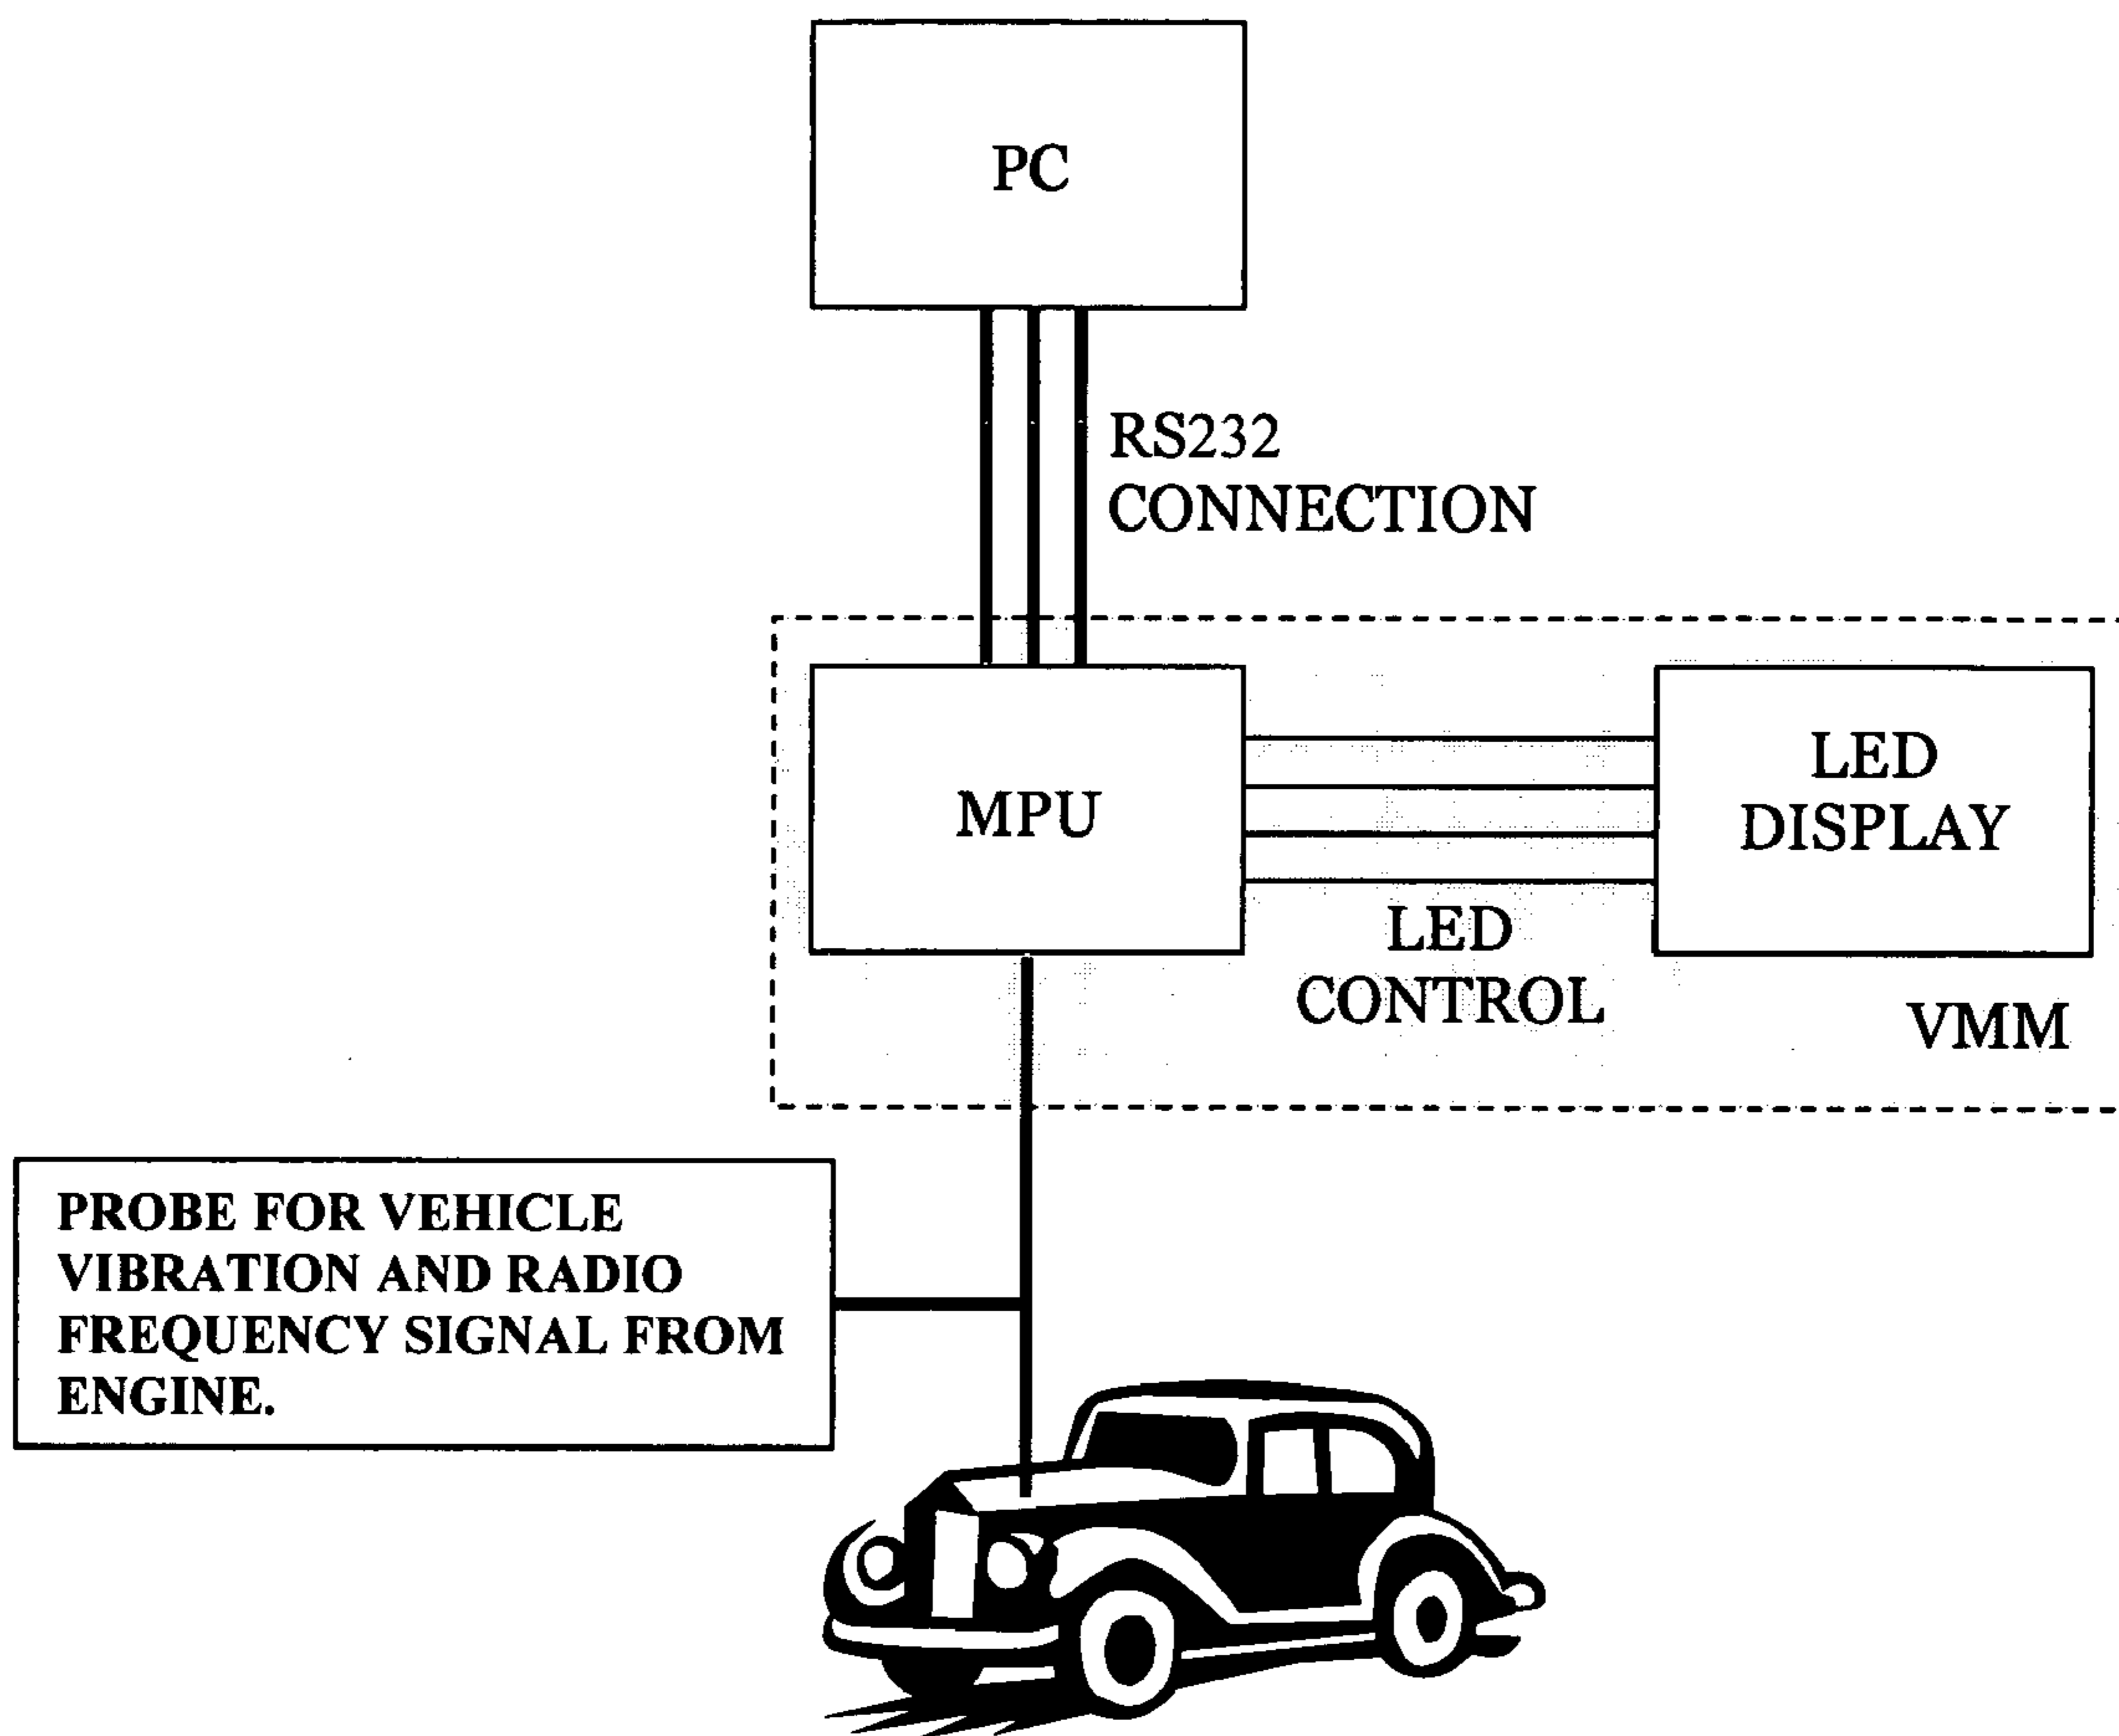 PC
RS232
CONNECTION
MPU
LED
DISPLAY
LED
CONTROL
VMM
PROBE FOR VEHICLE
VIBRATION AND RADIO
FREQUENCY SIGNAL FROM
ENGINE.